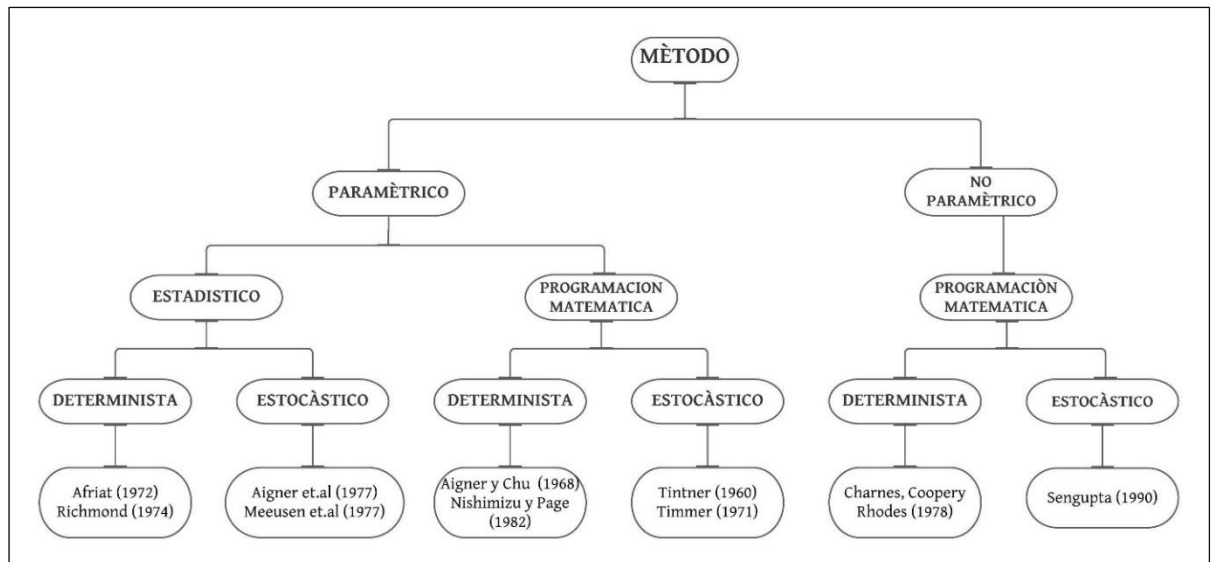 MÈTODO
PARAMÈTRICO
NO
PARAMÈTRICO
ESTADISTICO
PROGRAMACION
MATEMATICA
PROGRAMACIÒN
MATEMATICA
DETERMINISTA
ESTOCÀSTICO
DETERMINISTA
ESTOCÀSTICO
DETERMINISTA
ESTOCÀSTICO
Afriat (1972)
Richmond (1974)
Aigner et.al (1977)
Meeusen et.al (1977)
Aigner y Chu (1968)
Nishimizu y Page
(1982)
Tintner (1960)
Timmer (1971)
Charnes, Coopery
Rhodes (1978)
Sengupta (1990)